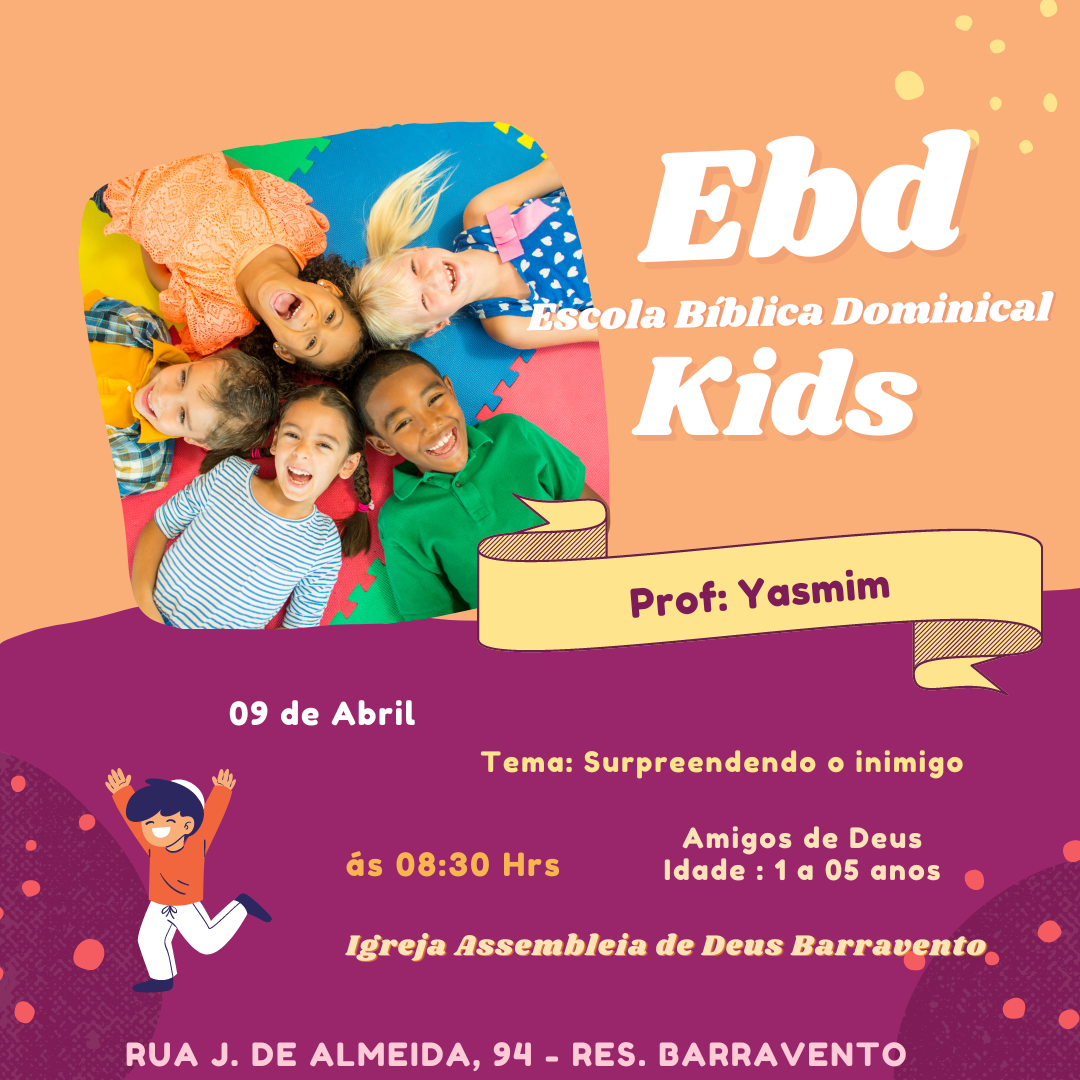 Ebd
Escola Bíblica Dominical
Kids
Prof: Yasmim
09 de Abril
Tema: Surpreendendo o inimigo
Amigos de Deus
Idade : 1 a 05 anos
ás 08:30 Hrs
Igreja Assembleia de Deus Barravento
RUA J. DE ALMEIDA, 94 - RES. BARRAVENTO